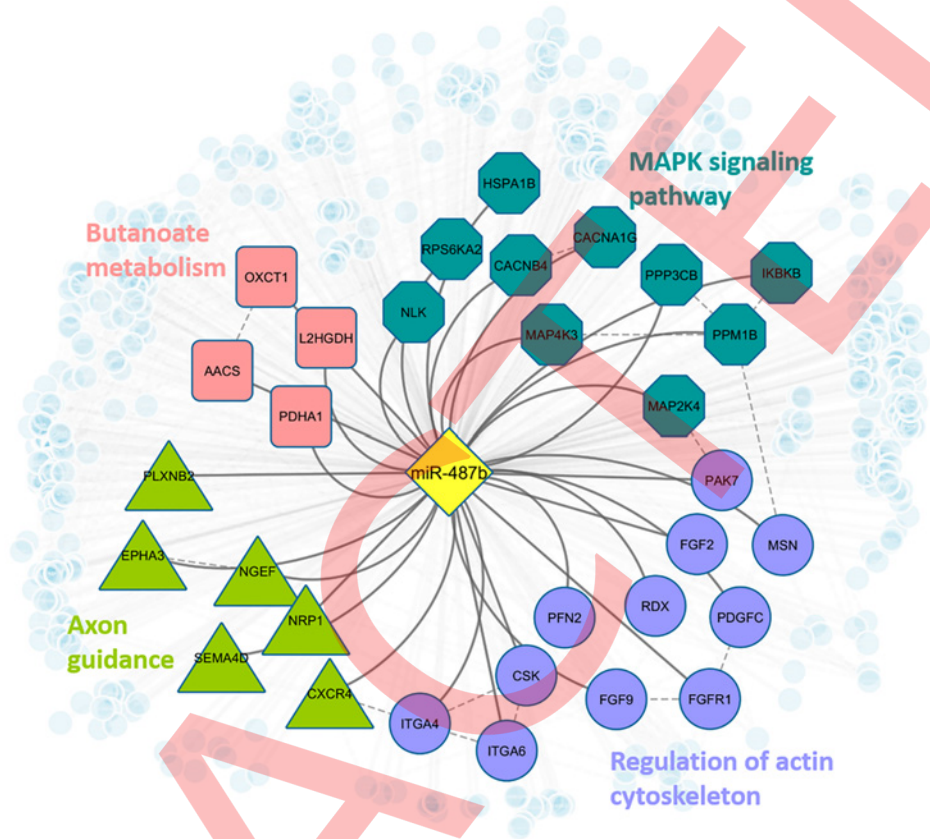 HSPA1B
MAPK signaling
pathway
Butanoate
metabolism
RPS6KA2
CACNB4
CACNA1G
OXCT1
PPP3CB
IKBKB
NLK
L2HGDH
MAP4K3
PPM1B
AACS
PDHA1
MAP2K4
miR-487b
PLXNB2
PAK7
EPHA3
NGEF
FGF2
MSN
Axon
guidance
NRP1
PFN2
RDX
PDGFC
SEMA4D
CXCR4
CSK
ITGA4
FGF9
FGFR1
ITGA6
Regulation of actin
cytoskeleton